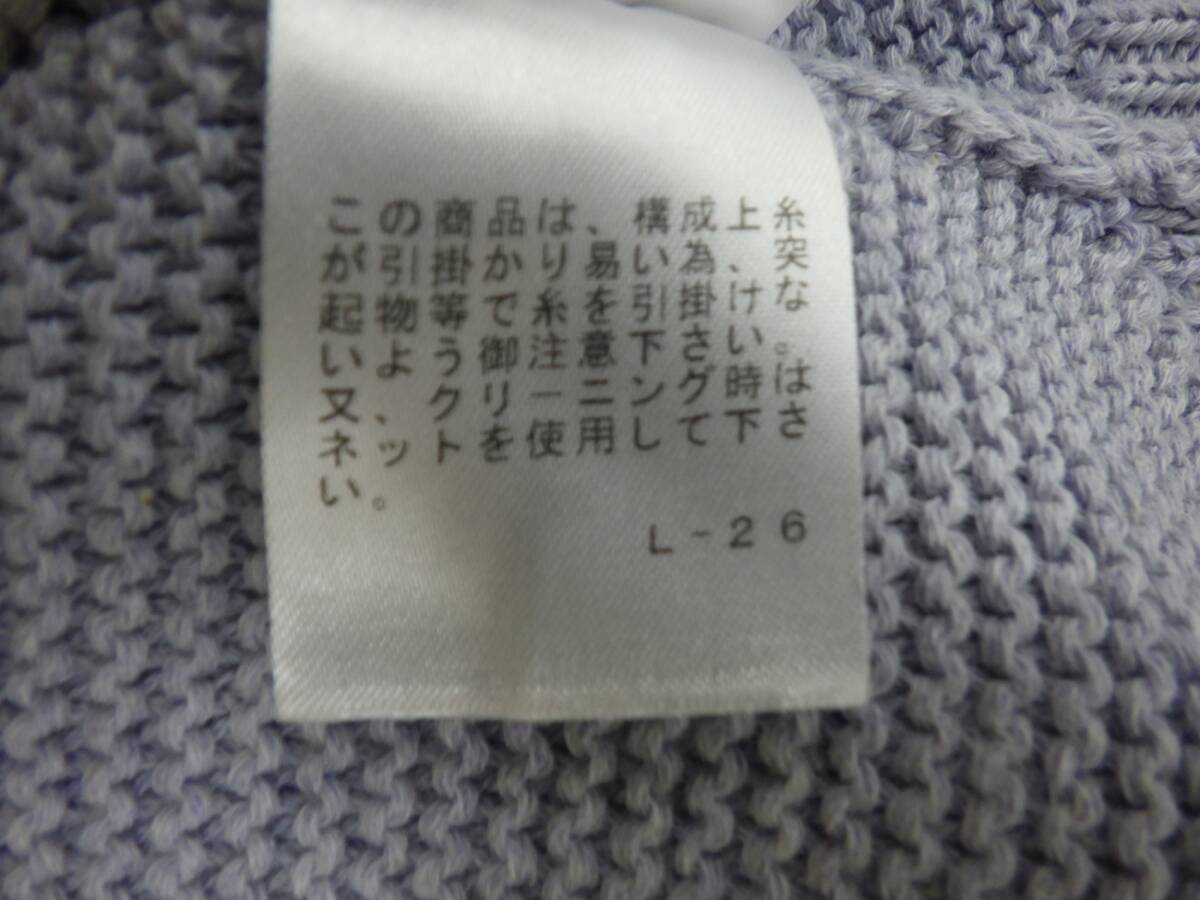 この商品は、構成上糸
が引掛かり易い為、突
起物等で糸を引掛けな
いよう御注意下さい。
又、クリーニング時は
ネットを使用して下さ
い。
L-26